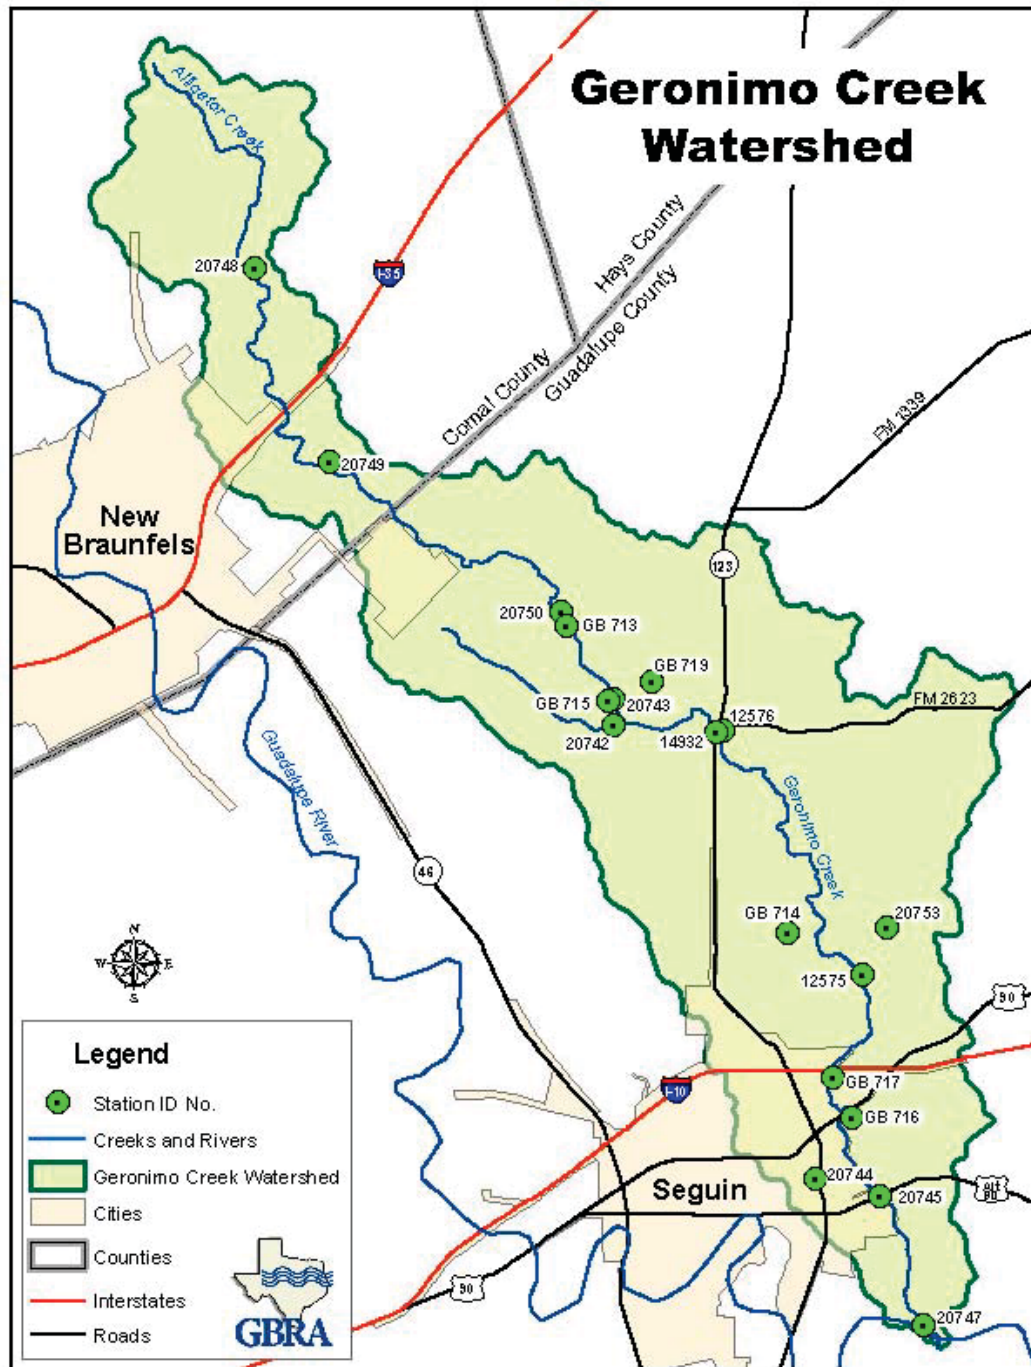 Geronimo Creek
Watershed
Alligator Creek
20748
I-35
Hays County
Guadalupe County
Comal County
FM 1339
20749
New
Braunfels
123
20750
GB 713
GB 719
GB 715
20743
FM 2623
12576
20742
14932
Guadalupe River
Geronimo Creek
46
GB 714
20753
N
W
E
S
12575
90
Legend
Station ID No.
Creeks and Rivers
Geronimo Creek Watershed
Cities
Counties
Interstates
Roads
GBRA
I-10
GB 717
GB 716
20744
Seguin
20745
Alt
90
90
20747